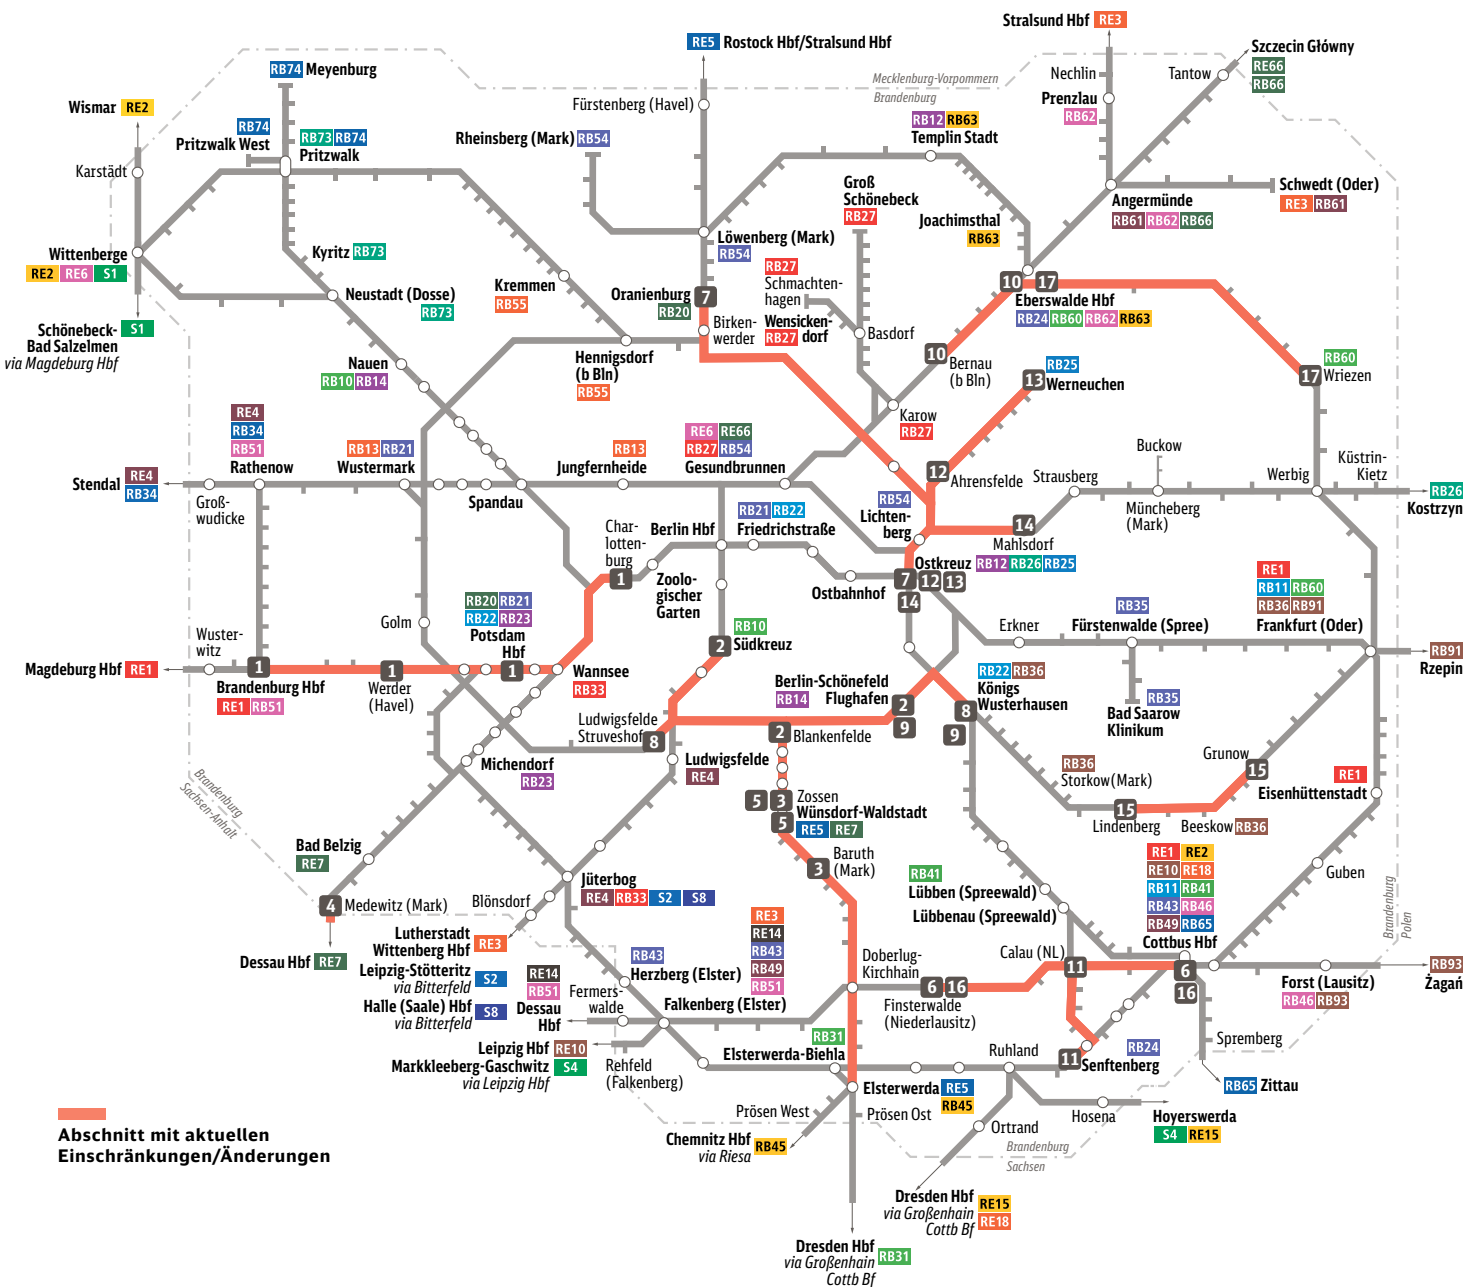 Stralsund Hbf RE3
RE5 Rostock Hbf/Stralsund Hbf
Szczecin Główny
RE66
RB66
Nechlin
Tantow
RB74 Meyenburg
Mecklenburg-Vorpommern
Brandenburg
Prenzlau
RB62
Wismar RE2
Fürstenberg (Havel)
RB74
Pritzwalk West
RB73 RB74
Pritzwalk
Rheinsberg (Mark) RB54
RB12 RB63
Templin Stadt
Karstädt
Groß
Schönebeck
RB27
Schwedt (Oder)
RE3 RB61
Angermünde
RB61 RB62 RB66
Joachimsthal
RB63
Wittenberge
RE2 RE6 S1
Kyritz RB73
Löwenberg (Mark)
RB54
Neustadt (Dosse)
RB73
Kremmen
RB55
Oranienburg
RB20
7
RB27
Schmachten-
hagen
Wensicken-
dorf
RB27
10 17
Eberswalde Hbf
RB24 RB60 RB62 RB63
Schönebeck-
Bad Salzelmen
via Magdeburg Hbf
S1
Birken-
werder
Basdorf
Nauen
RB10 RB14
Hennigsdorf
(b Bln)
RB55
10
Bernau
(b Bln)
RB25
13
Werneuchen
RB60
17
Wriezen
Karow
RB27
RE4
RB34
RB51
Rathenow
RB13 RB21
Wustermark
RB13
Jungfernheide
RE6 RE66
RB27 RB54
Gesundbrunnen
Buckow
Stendal
RE4
RB34
Groß-
wudicke
Spandau
12
Ahrensfelde
Strausberg
Müncheberg
(Mark)
Werbig
Küstrin-
Kietz
RB26
Kostrzyn
RB54
Lichten-
berg
14
Mahlsdorf
RB12 RB26 RB25
Char-
lottenburg
1
Berlin Hbf
RB21 RB22
Friedrichstraße
Zoolo-
gischer
Garten
Ostbahnhof
Ostkreuz
7 12 13
14
Golm
RB20 RB21
RB22 RB23
Potsdam
Hbf
RB10
2
Südkreuz
Erkner
RB35
Fürstenwalde (Spree)
RE1
RB11 RB60
RB36 RB91
Frankfurt (Oder)
Wuster-
witz
Magdeburg Hbf RE1
1
Brandenburg Hbf
RE1 RB51
1
Werder
(Havel)
1
Wannsee
RB33
Berlin-Schönefeld
Flughafen
RB14
2
9
RB22 RB36
Königs
Wusterhausen
8
9
RB35
Bad Saarow
Klinikum
RB91
Rzepin
Ludwigsfelde
Struveshof
8
2
Blankenfelde
Michendorf
RB23
Ludwigsfelde
RE4
RB36
Storkow(Mark)
Grunow
15
RE1
Eisenhüttenstadt
Brandenburg
Sachsen-Anhalt
5 3 Zossen
5
Wünsdorf-Waldstadt
RE5 RE7
15
Lindenberg
Beeskow RB36
Bad Belzig
RE7
3
Baruth
(Mark)
RB41
Lübben (Spreewald)
Lübbenau (Spreewald)
RE1 RE2
RE10 RE18
RB11 RB41
RB43 RB46
RB49 RB65
Cottbus Hbf
Guben
Brandenburg
Polen
4
Medewitz (Mark)
Jüterbog
RE4 RB33 S2 S8
Blönsdorf
Lutherstadt
Wittenberg Hbf
RE3
Dessau Hbf RE7
Leipzig-Stötteritz
via Bitterfeld
S2
Halle (Saale) Hbf
via Bitterfeld
S8
RB43
Herzberg (Elster)
RE3
RE14
RB43
RB49
RB51
Falkenberg (Elster)
Doberlug-
Kirchhain
6 16
Finsterwalde
(Niederlausitz)
Calau (NL)
11
6
16
Forst (Lausitz)
RB46 RB93
RB93
Żagań
RE14
RB51
Dessau
Hbf
Fermers-
walde
Leipzig Hbf RE10
Markkleeberg-Gaschwitz S4
via Leipzig Hbf
Rehfeld
(Falkenberg)
RB31
Elsterwerda-Biehla
Ruhland
11
RB24
Senftenberg
Spremberg
RB65 Zittau
Elsterwerda RE5
RB45
Prösen West
Prösen Ost
Chemnitz Hbf
via Riesa
RB45
Ortrand
Hosena
Hoyerswerda
S4 RE15
Brandenburg
Sachsen
Abschnitt mit aktuellen
Einschränkungen/Änderungen
Dresden Hbf
via Großenhain
Cottb Bf
RE15
RE18
Dresden Hbf
via Großenhain
Cottb Bf
RB31